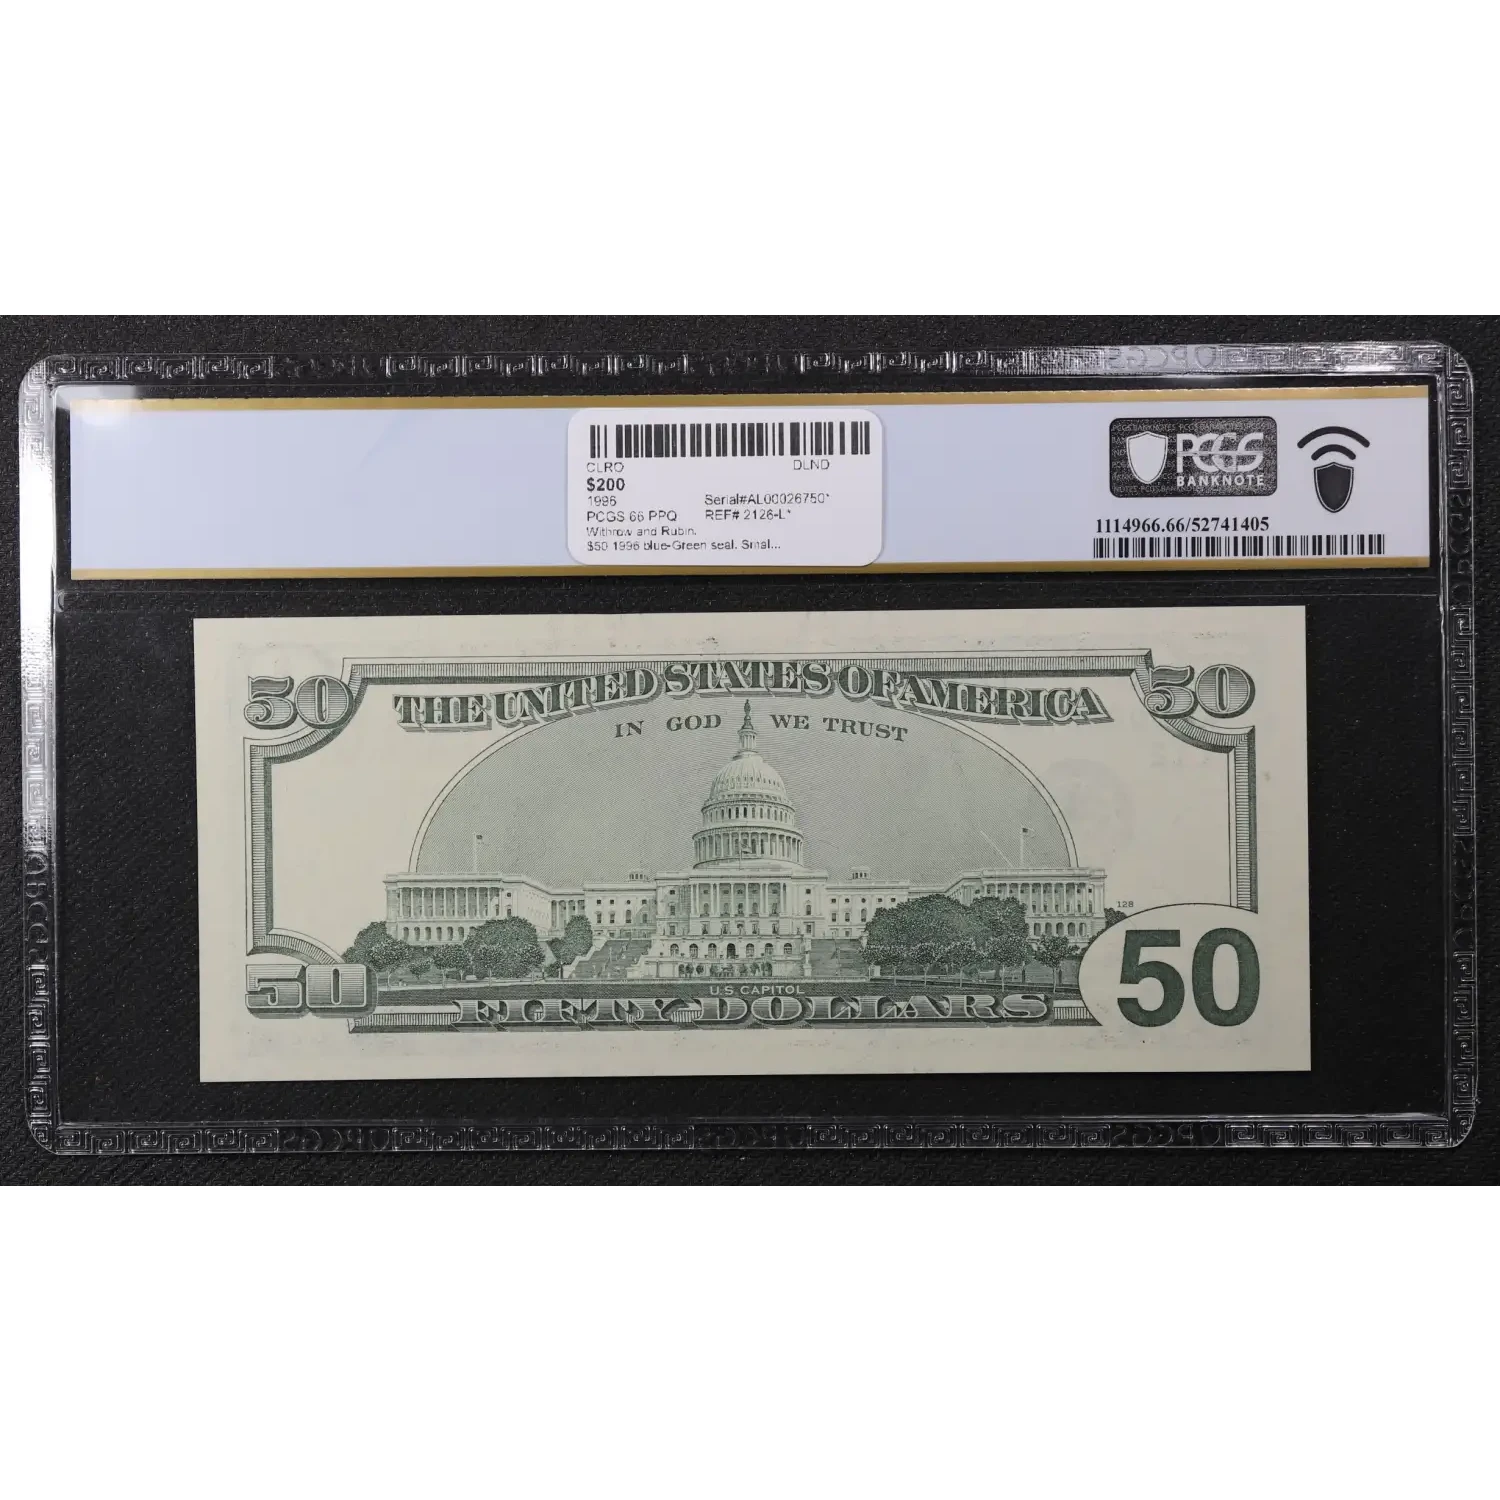 CLRO DLND
$200
1996 Serial#AL00026750*
PCGS 66 PPQ REF# 2126-L*
Withrow and Rubin.
$50 1996 blue-Green seal. Smal...
PCGS
BANKNOTE
1114966.66/52741405
50 THE UNITED STATES OF AMERICA 50
IN GOD WE TRUST
128
50 U.S. CAPITOL 50
FIFTY DOLLARS